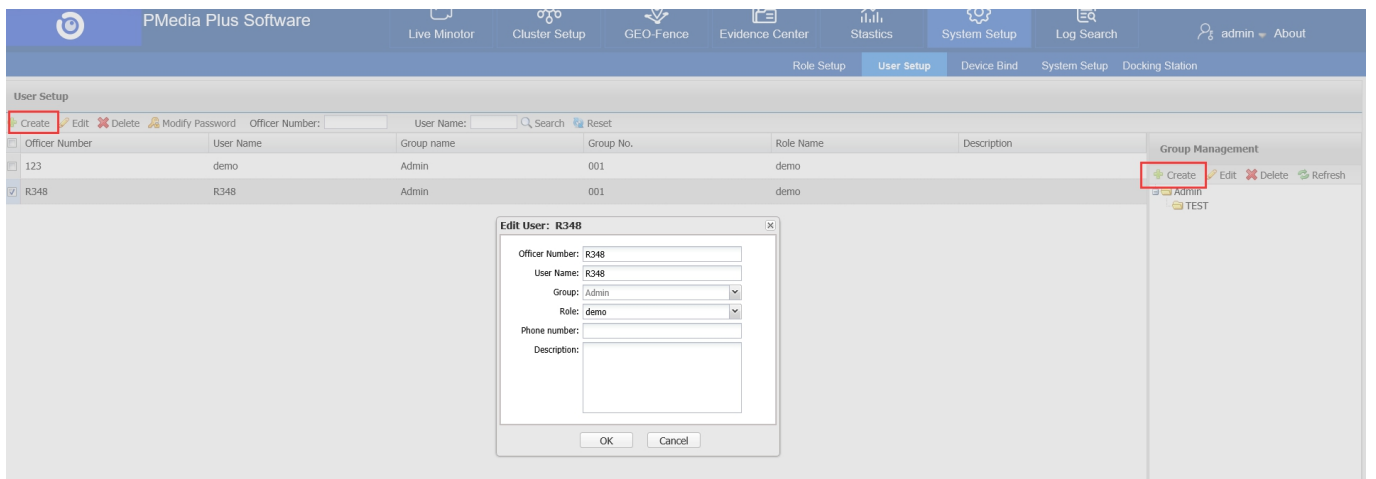 PMedia Plus Software
Live Minotor Cluster Setup GEO-Fence Evidence Center Stastics System Setup Log Search admin About
Role Setup User Setup Device Bind System Setup Docking Station
User Setup
Create Edit Delete Modify Password Officer Number: User Name: Search Reset
Officer Number User Name Group name Group No. Role Name Description
123 demo Admin 001 demo
R348 R348 Admin 001 demo
Group Management
Create Edit Delete Refresh
Admin
TEST
Edit User: R348
Officer Number: R348
User Name: R348
Group: Admin
Role: demo
Phone number:
Description:
OK Cancel